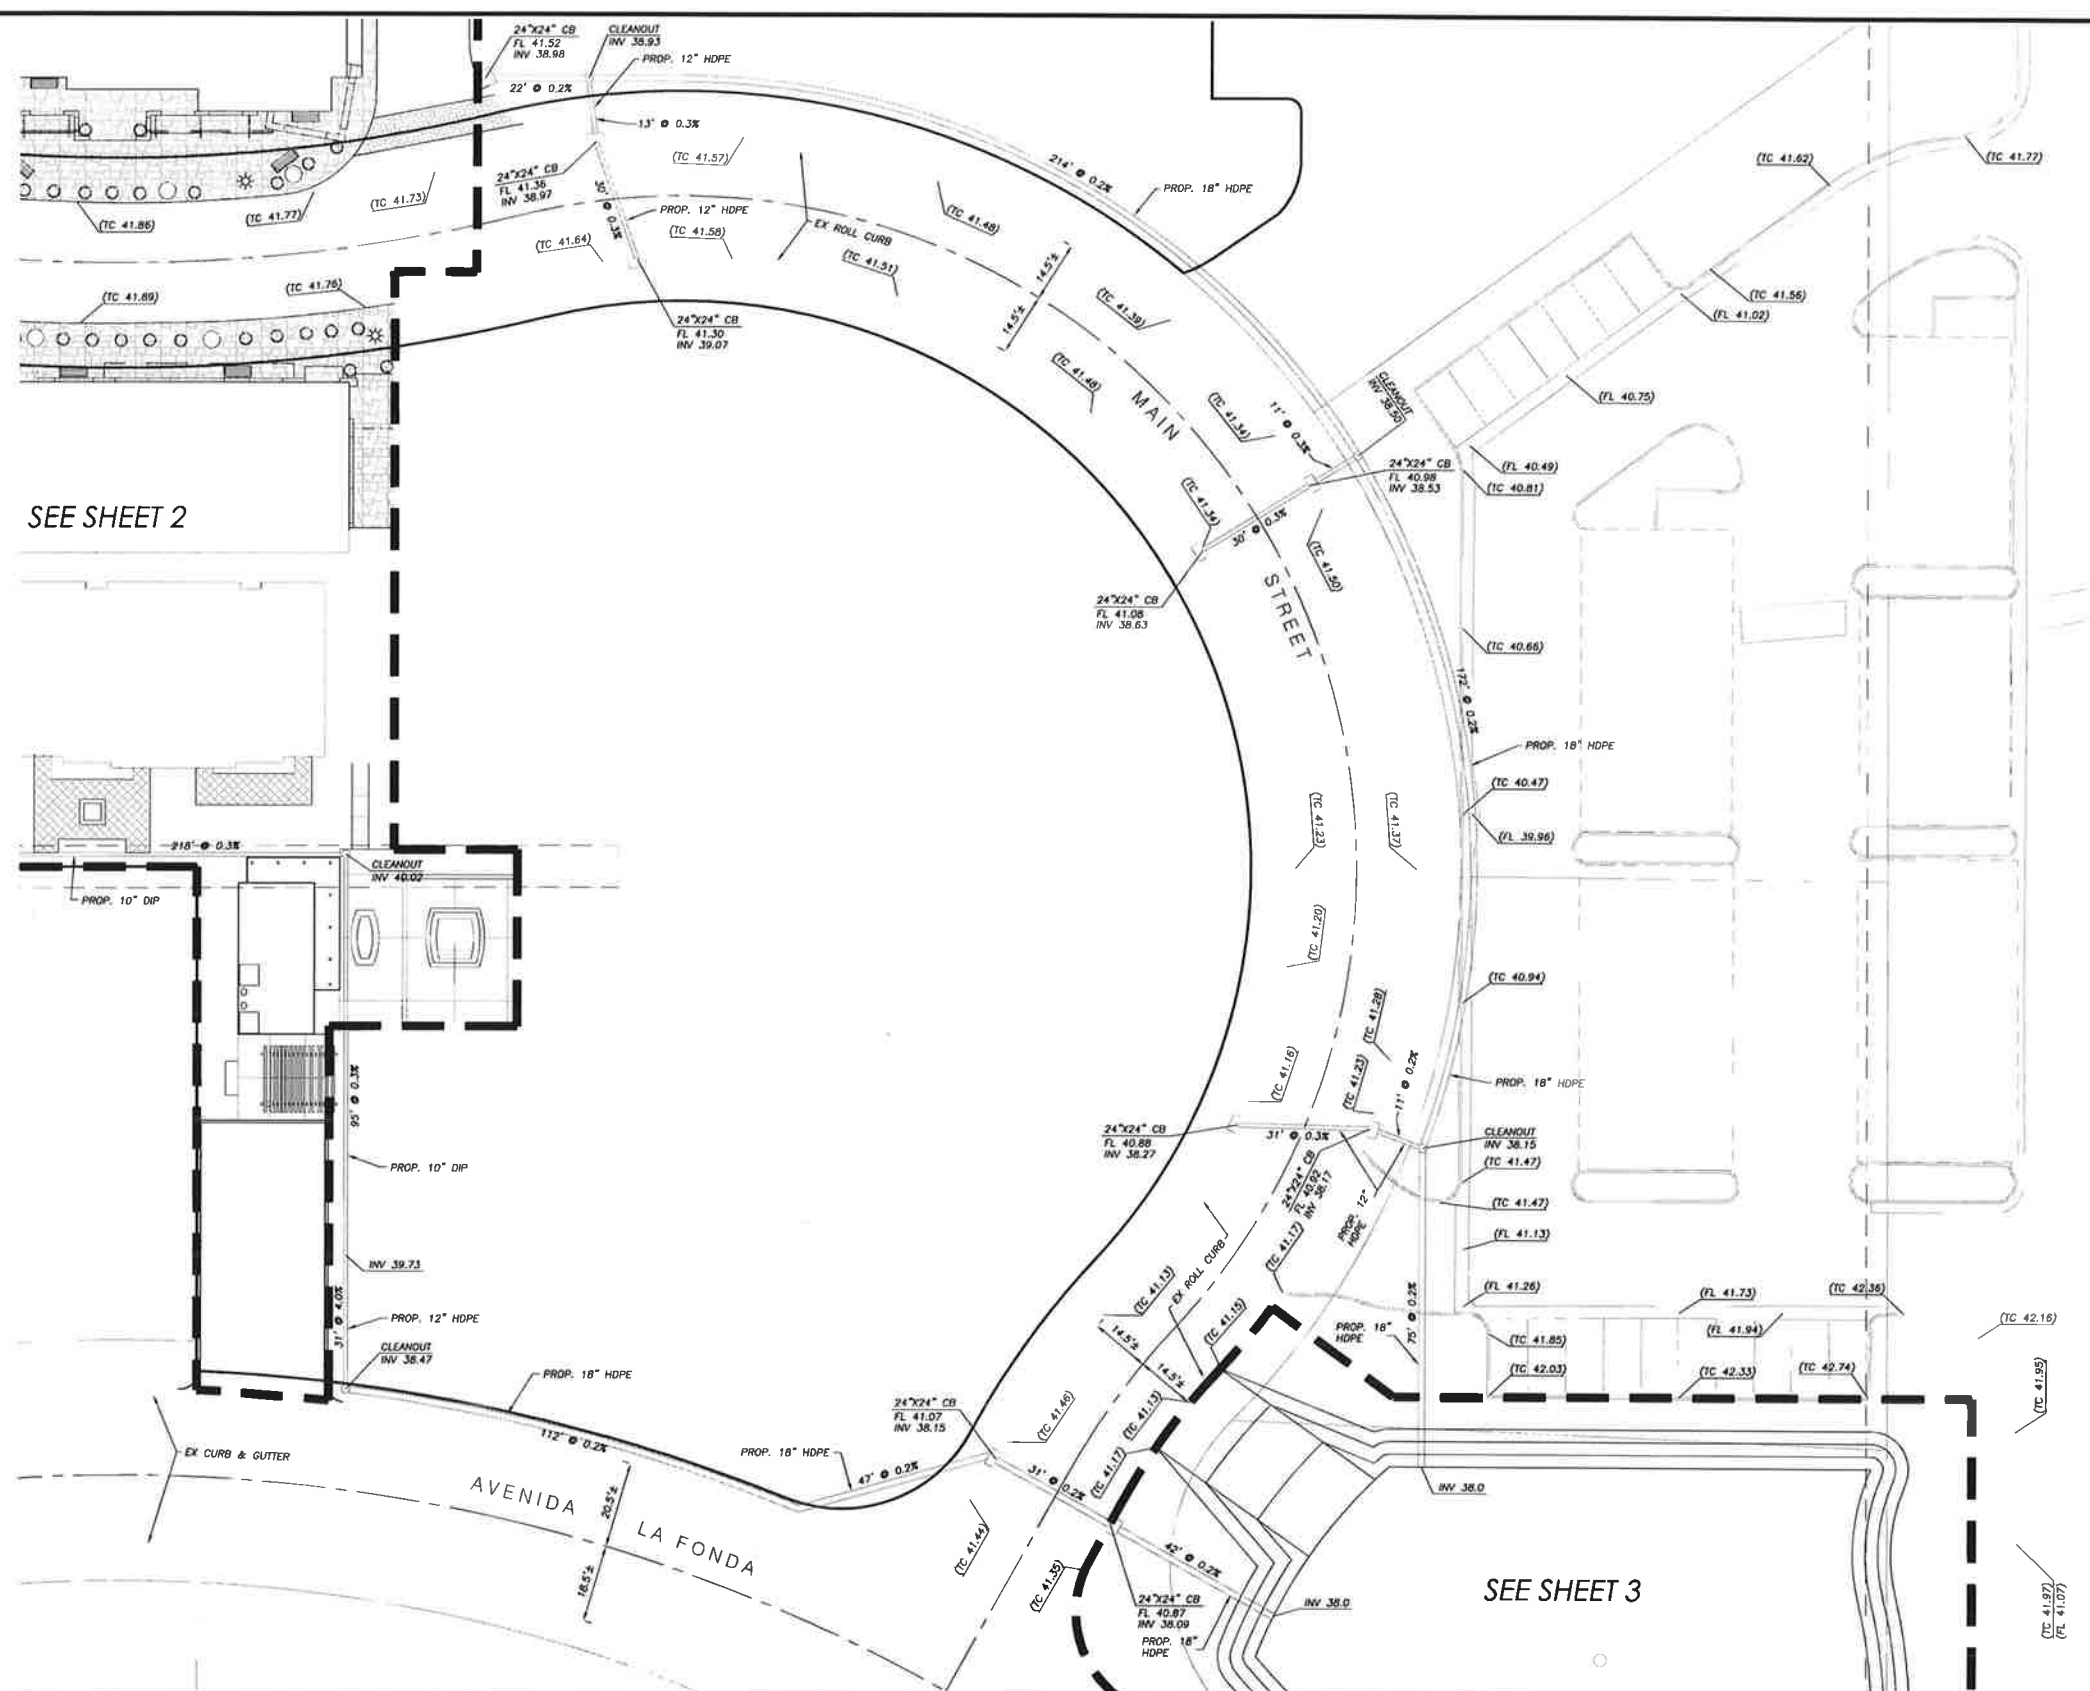 24"X24" CB
FL 41.52
INV 38.98
CLEANOUT
INV 38.93
PROP. 12" HDPE
22' @ 0.2%
13' @ 0.3%
(TC 41.57)
24"X24" CB
FL 41.36
INV 38.97
30' @ 0.3%
PROP. 12" HDPE
(TC 41.73)
(TC 41.77)
(TC 41.86)
(TC 41.64)
(TC 41.58)
EX ROLL CURB
(TC 41.51)
(TC 41.48)
214' @ 0.2%
PROP. 18" HDPE
(TC 41.62)
(TC 41.77)
(TC 41.89)
(TC 41.76)
24"X24" CB
FL 41.30
INV 39.07
14.5'±
14.5'±
(TC 41.39)
(TC 41.48)
(TC 41.56)
(FL 41.02)
(FL 40.75)
MAIN
STREET
(TC 41.34)
11' @ 0.3%
CLEANOUT
INV 38.50
24"X24" CB
FL 40.98
INV 38.53
(FL 40.49)
(TC 40.81)
(TC 41.34)
30' @ 0.3%
(TC 41.50)
24"X24" CB
FL 41.08
INV 38.63
SEE SHEET 2
(TC 40.66)
172' @ 0.2%
PROP. 18" HDPE
(TC 40.47)
(FL 39.96)
(TC 41.23)
(TC 41.37)
218' @ 0.3%
CLEANOUT
INV 40.02
PROP. 10" DIP
(TC 41.20)
(TC 40.94)
(TC 41.28)
(TC 41.16)
(TC 41.23)
11' @ 0.2%
PROP. 18" HDPE
95' @ 0.3%
24"X24" CB
FL 40.88
INV 38.27
31' @ 0.3%
CLEANOUT
INV 38.15
(TC 41.47)
(TC 41.47)
PROP. 10" DIP
24"X24" CB
FL 40.92
INV 38.17
PROP. 12"
HDPE
(TC 41.17)
(FL 41.13)
INV 39.73
EX ROLL CURB
(TC 41.13)
(FL 41.26)
(FL 41.73)
(TC 42.36)
PROP. 12" HDPE
31' @ 4.0%
CLEANOUT
INV 38.47
(TC 41.15)
PROP. 18"
HDPE
75' @ 0.2%
(TC 41.85)
(FL 41.94)
(TC 42.16)
14.5'±
14.5'±
(TC 42.03)
(TC 42.33)
(TC 42.74)
(TC 41.95)
PROP. 18" HDPE
24"X24" CB
FL 41.07
INV 38.15
(TC 41.46)
(TC 41.13)
(TC 41.17)
112' @ 0.2%
PROP. 18" HDPE
47' @ 0.2%
31' @ 0.2%
INV 38.0
EX CURB & GUTTER
AVENIDA
LA FONDA
20.5'±
18.5'±
(TC 41.44)
(TC 41.35)
42' @ 0.2%
24"X24" CB
FL 40.87
INV 38.09
PROP. 18"
HDPE
INV 38.0
SEE SHEET 3
(TC 41.97)
(FL 41.07)